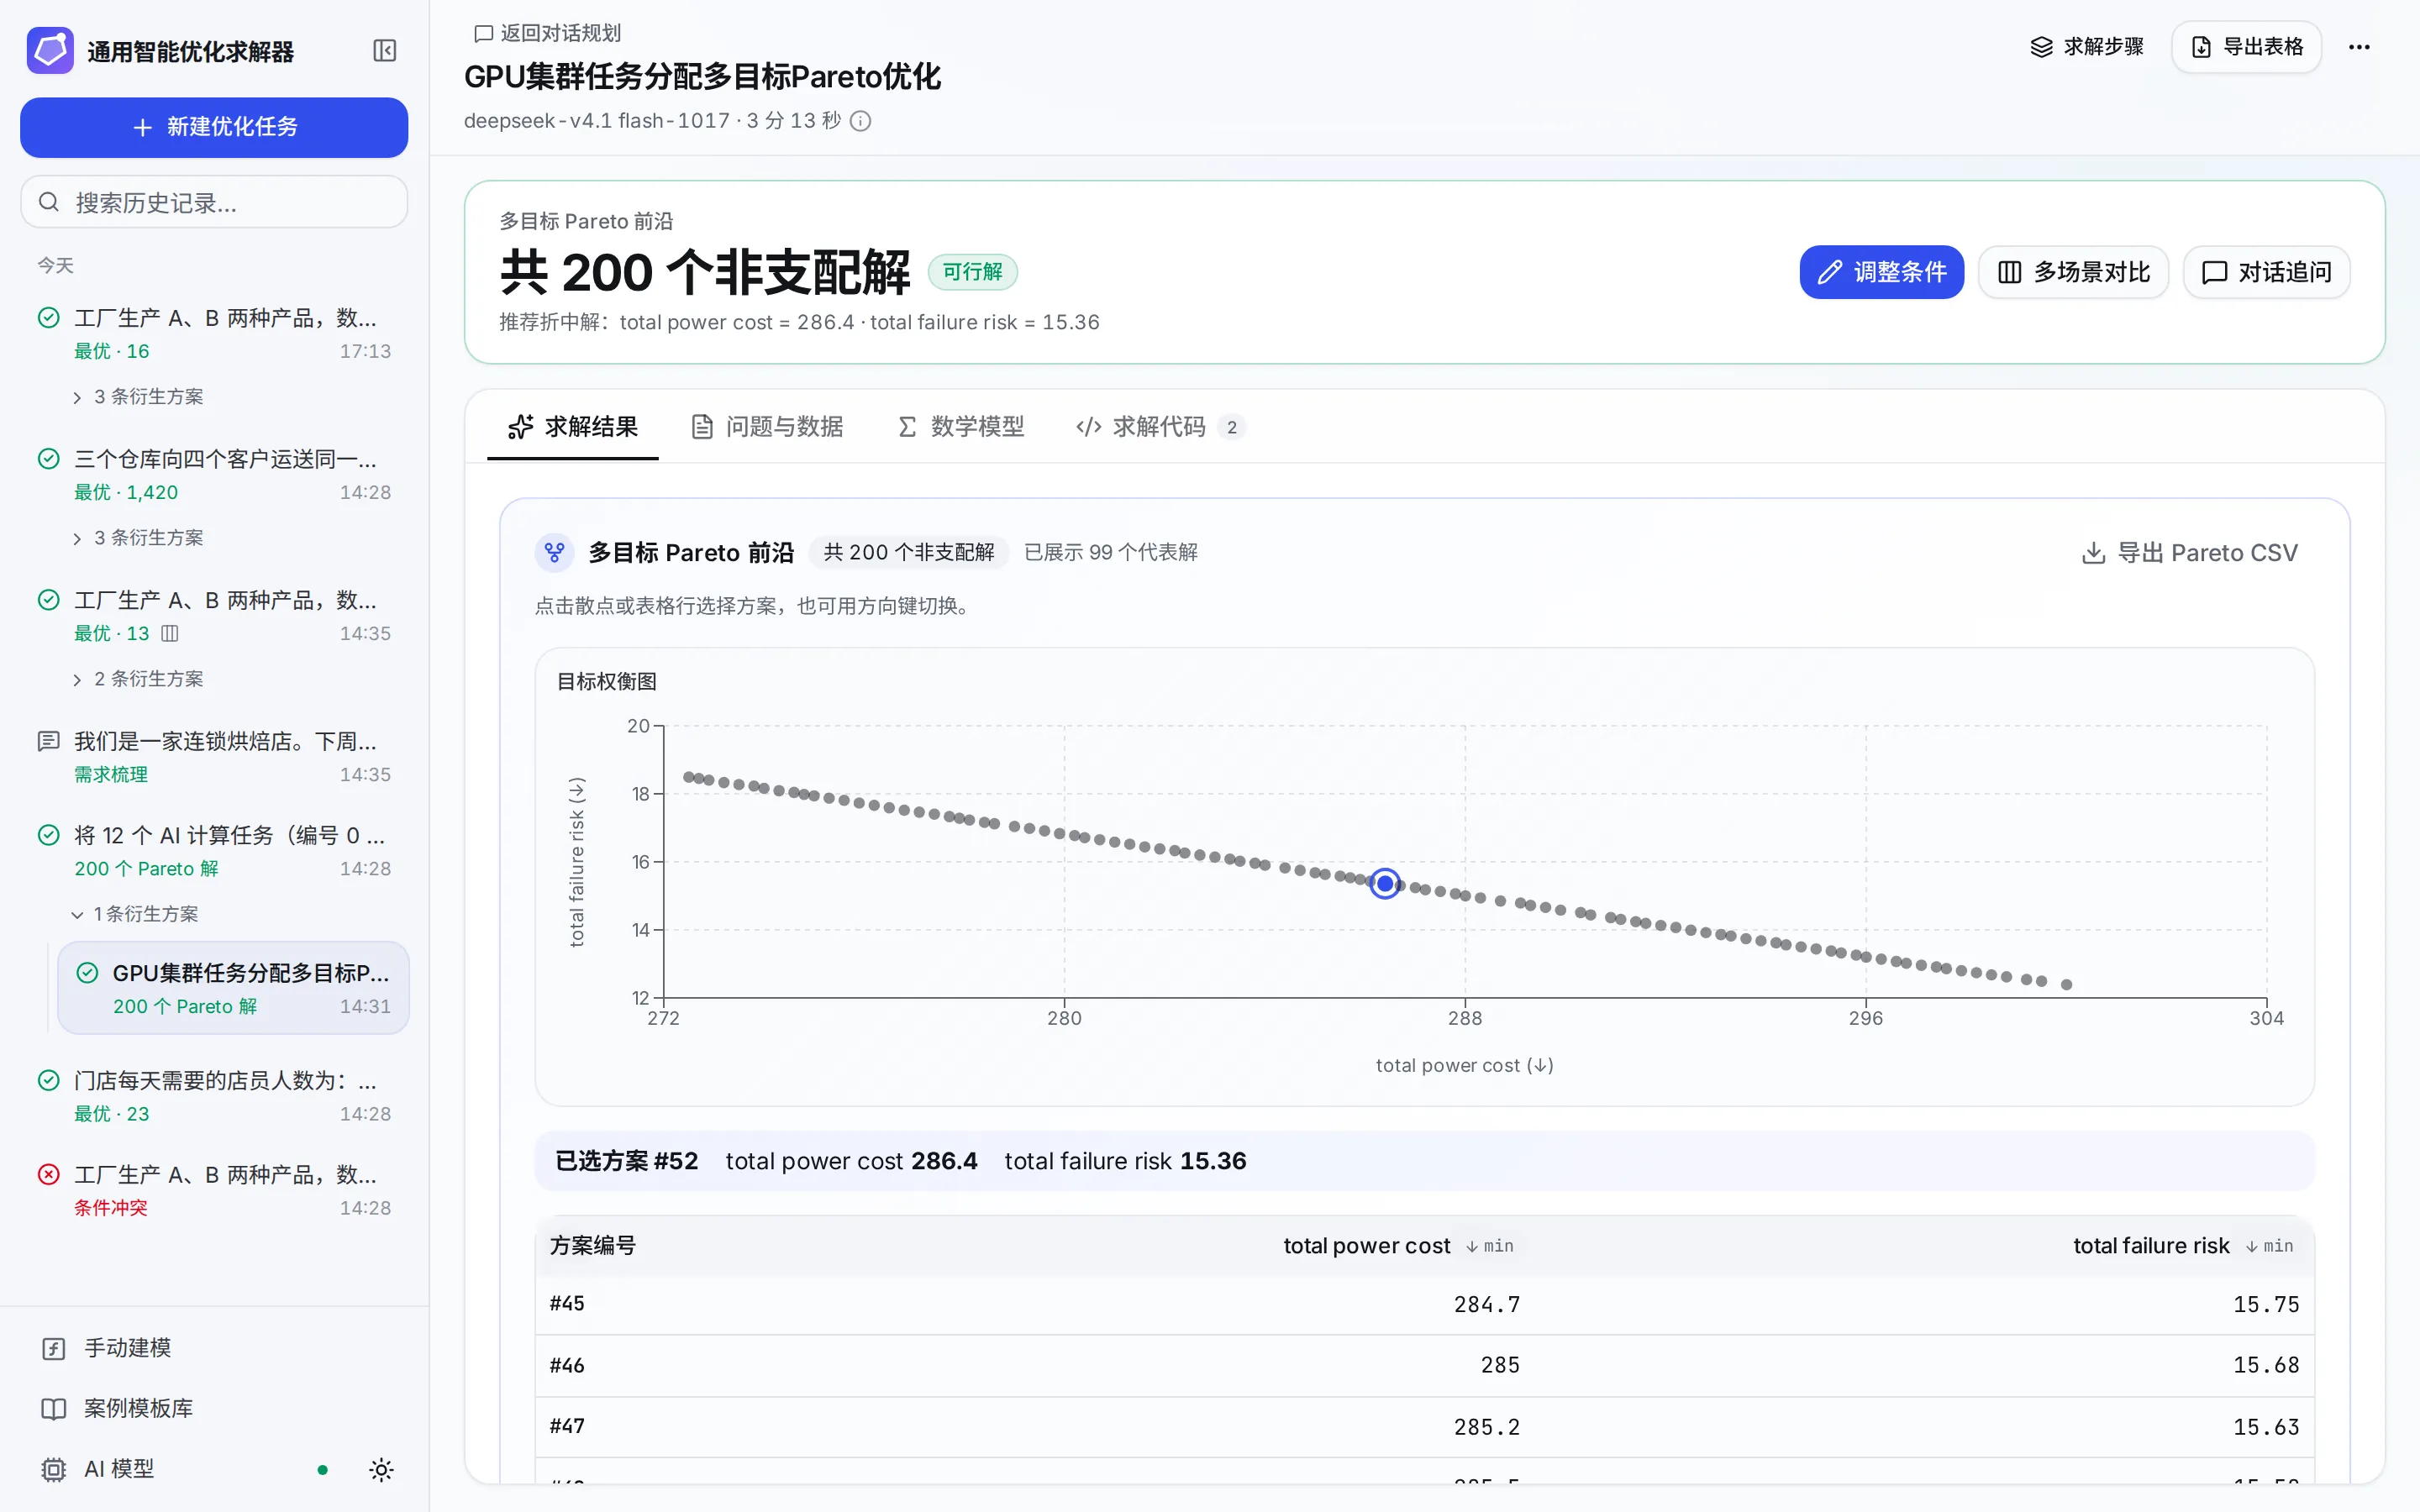 通用智能优化求解器
新建优化任务
搜索历史记录...
今天
工厂生产 A、B 两种产品，数...
最优 · 16 17:13
3 条衍生方案
三个仓库向四个客户运送同一...
最优 · 1,420 14:28
3 条衍生方案
工厂生产 A、B 两种产品，数...
最优 · 13 14:35
2 条衍生方案
我们是一家连锁烘焙店。下周...
需求梳理 14:35
将 12 个 AI 计算任务（编号 0 ...
200 个 Pareto 解 14:28
1 条衍生方案
GPU集群任务分配多目标P...
200 个 Pareto 解 14:31
门店每天需要的店员人数为：...
最优 · 23 14:28
工厂生产 A、B 两种产品，数...
条件冲突 14:28
手动建模
案例模板库
AI 模型
返回对话规划
GPU集群任务分配多目标Pareto优化
deepseek-v4.1 flash-1017 · 3 分 13 秒
求解步骤
导出表格
多目标 Pareto 前沿
共 200 个非支配解 可行解
推荐折中解：total power cost = 286.4 · total failure risk = 15.36
调整条件
多场景对比
对话追问
求解结果
问题与数据
数学模型
求解代码 2
多目标 Pareto 前沿 共 200 个非支配解 已展示 99 个代表解
导出 Pareto CSV
点击散点或表格行选择方案，也可用方向键切换。
目标权衡图
total failure risk (↓)
20
18
16
14
12
272 280 288 296 304
total power cost (↓)
已选方案 #52 total power cost 286.4 total failure risk 15.36
方案编号 total power cost ↓ min total failure risk ↓ min
#45 284.7 15.75
#46 285 15.68
#47 285.2 15.63